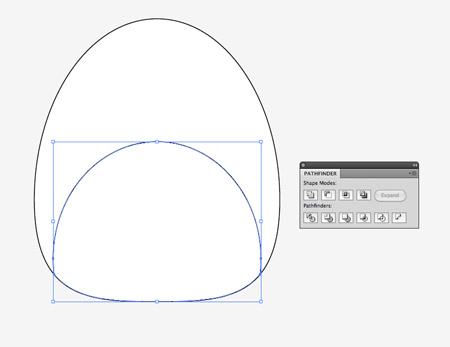 PATHFINDER
Shape Modes:
Expand
Pathfinders: